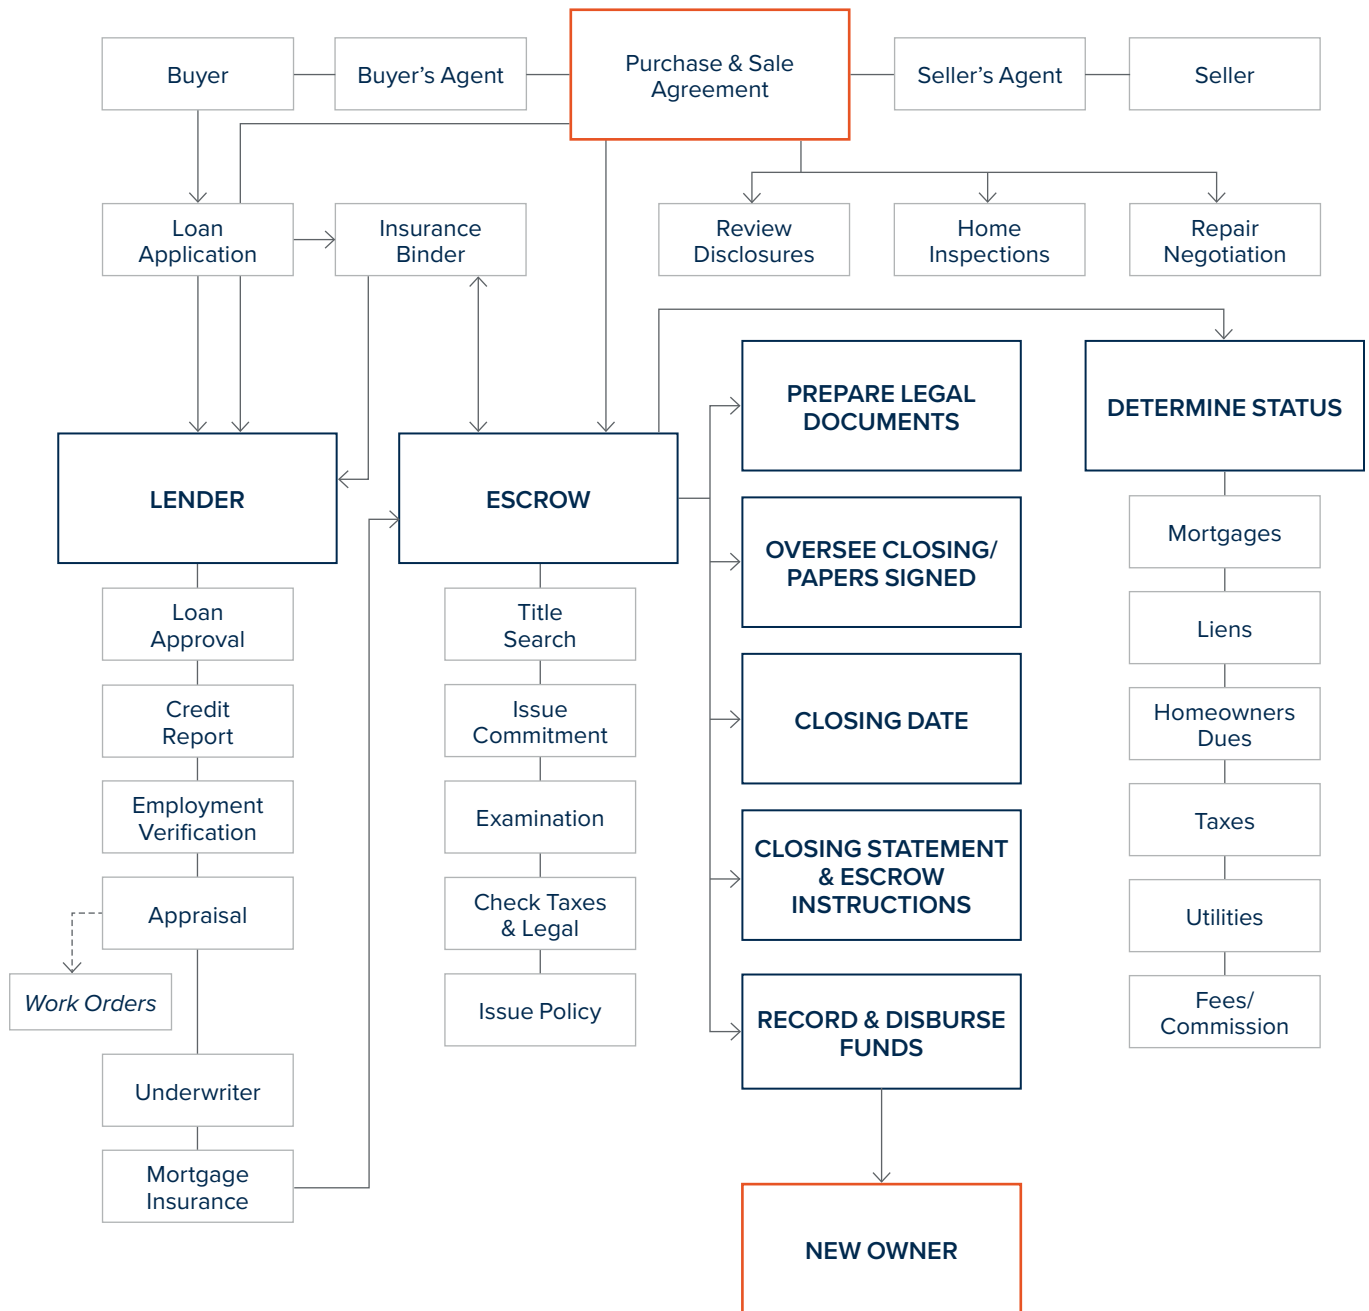 Buyer
Buyer’s Agent
Purchase & Sale
Agreement
Seller’s Agent
Seller
Loan
Application
Insurance
Binder
Review
Disclosures
Home
Inspections
Repair
Negotiation
LENDER
ESCROW
PREPARE LEGAL
DOCUMENTS
DETERMINE STATUS
OVERSEE CLOSING/
PAPERS SIGNED
CLOSING DATE
CLOSING STATEMENT
& ESCROW
INSTRUCTIONS
RECORD & DISBURSE
FUNDS
NEW OWNER
Loan
Approval
Credit
Report
Employment
Verification
Appraisal
Work Orders
Underwriter
Mortgage
Insurance
Title
Search
Issue
Commitment
Examination
Check Taxes
& Legal
Issue Policy
Mortgages
Liens
Homeowners
Dues
Taxes
Utilities
Fees/
Commission